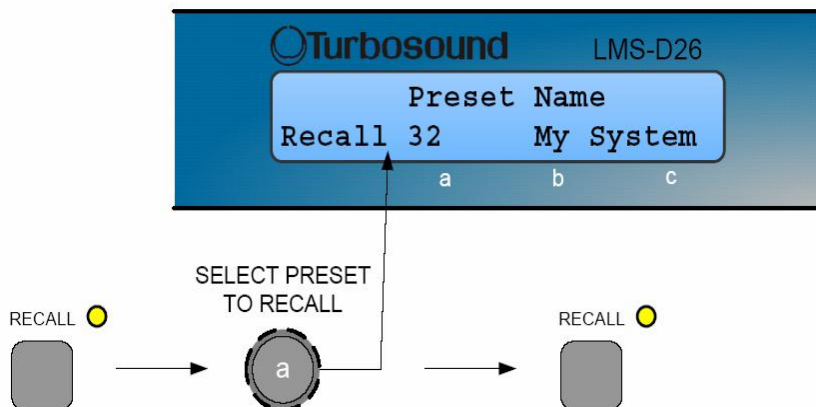 Turbosound LMS-D26
Preset Name
Recall 32 My System
a b c
SELECT PRESET
TO RECALL
RECALL
a
RECALL